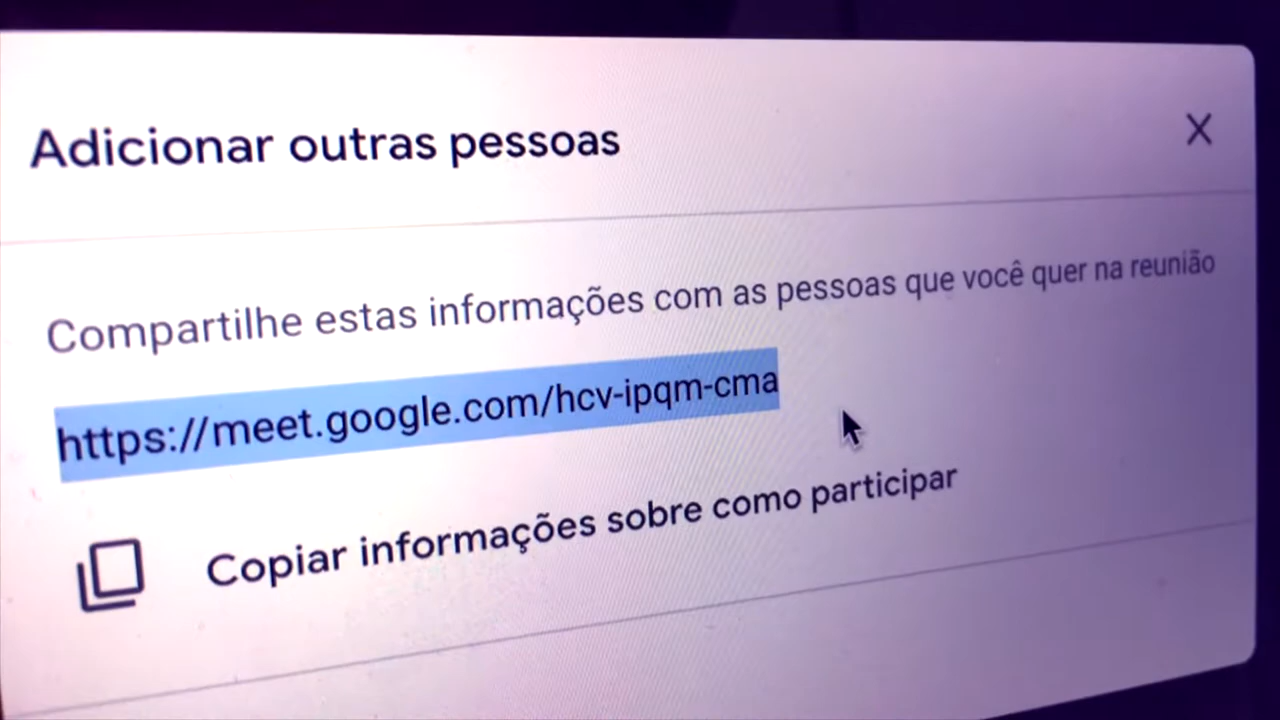 Adicionar outras pessoas
Compartilhe estas informações com as pessoas que você quer na reunião
https://meet.google.com/hcv-ipqm-cma
Copiar informações sobre como participar